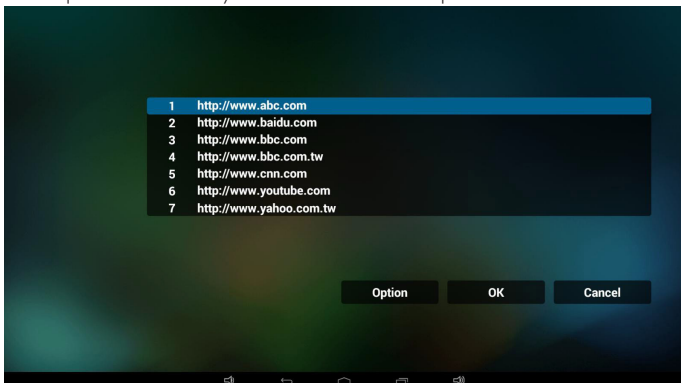 1 http://www.abc.com
2 http://www.baidu.com
3 http://www.bbc.com
4 http://www.bbc.com.tw
5 http://www.cnn.com
6 http://www.youtube.com
7 http://www.yahoo.com.tw
Option OK Cancel